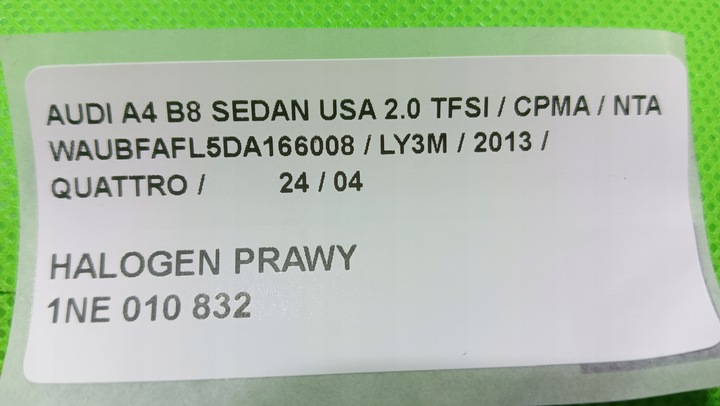 AUDI A4 B8 SEDAN USA 2.0 TFSI / CPMA / NTA
WAUBFAFL5DA166008 / LY3M / 2013 /
QUATTRO / 24 / 04
HALOGEN PRAWY
1NE 010 832